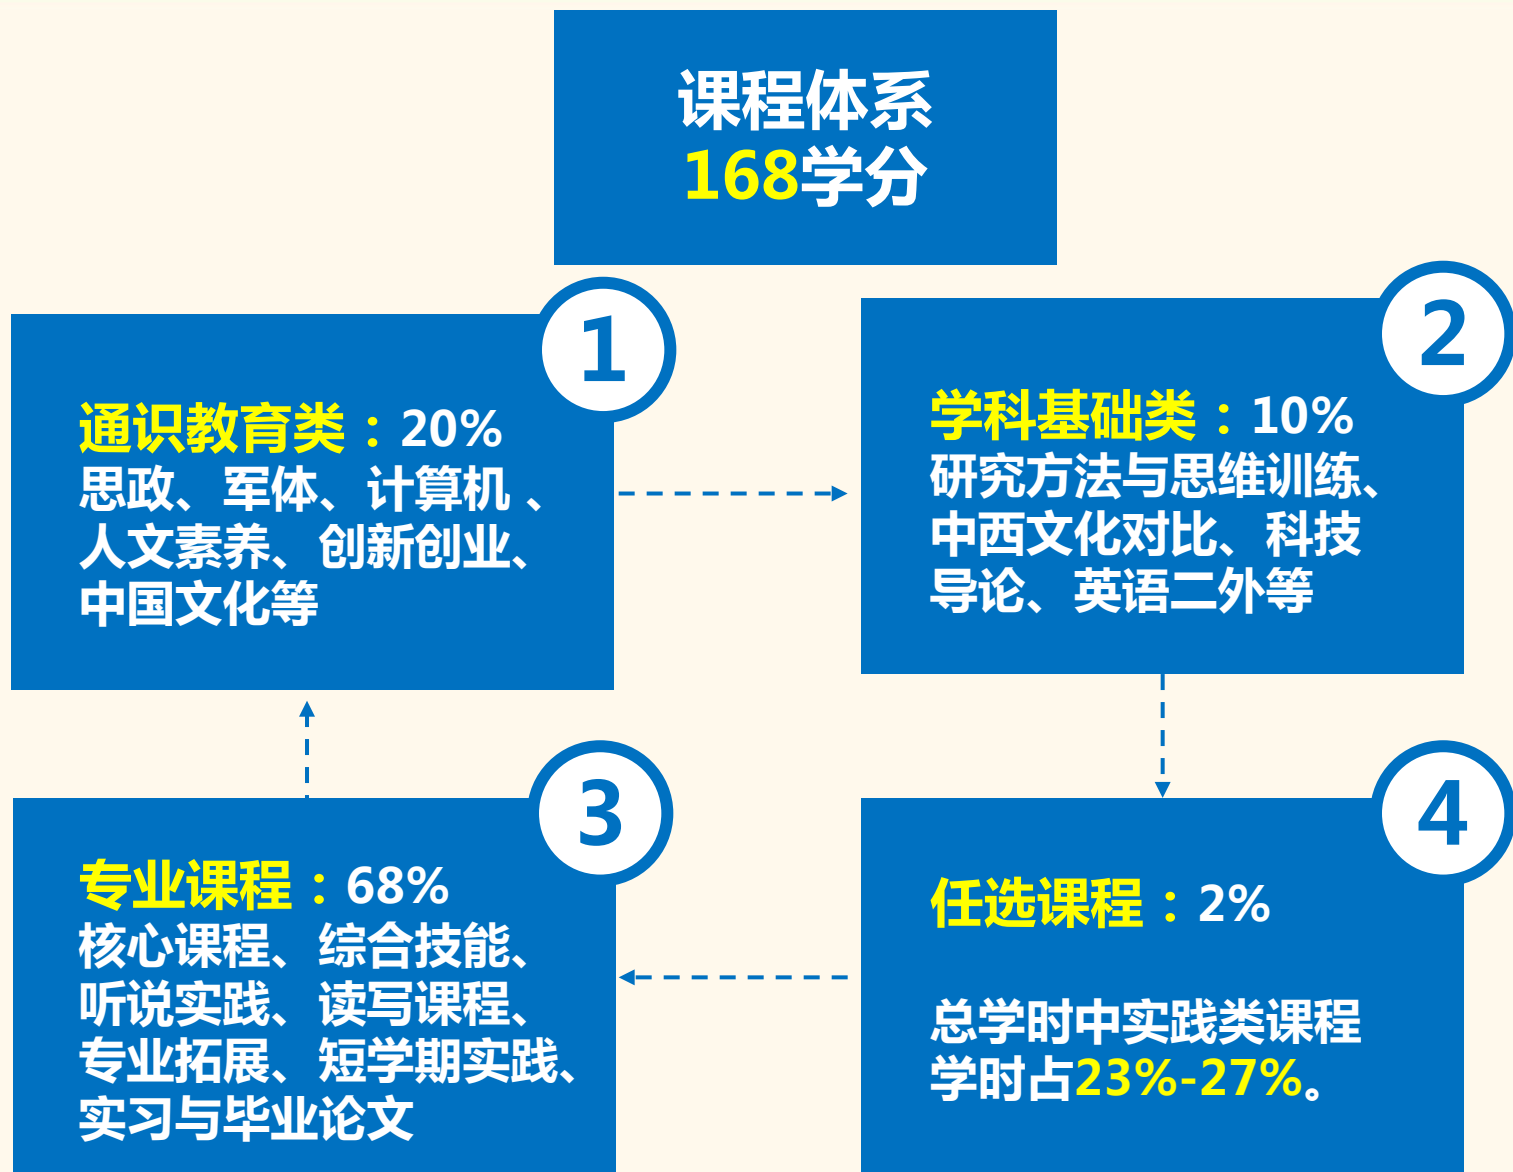 课程体系
168学分
1
通识教育类：20%
思政、军体、计算机 、
人文素养、创新创业、
中国文化等
2
学科基础类：10%
研究方法与思维训练、
中西文化对比、科技
导论、英语二外等
3
专业课程：68%
核心课程、综合技能、
听说实践、读写课程、
专业拓展、短学期实践、
实习与毕业论文
4
任选课程：2%
总学时中实践类课程
学时占23%-27%。